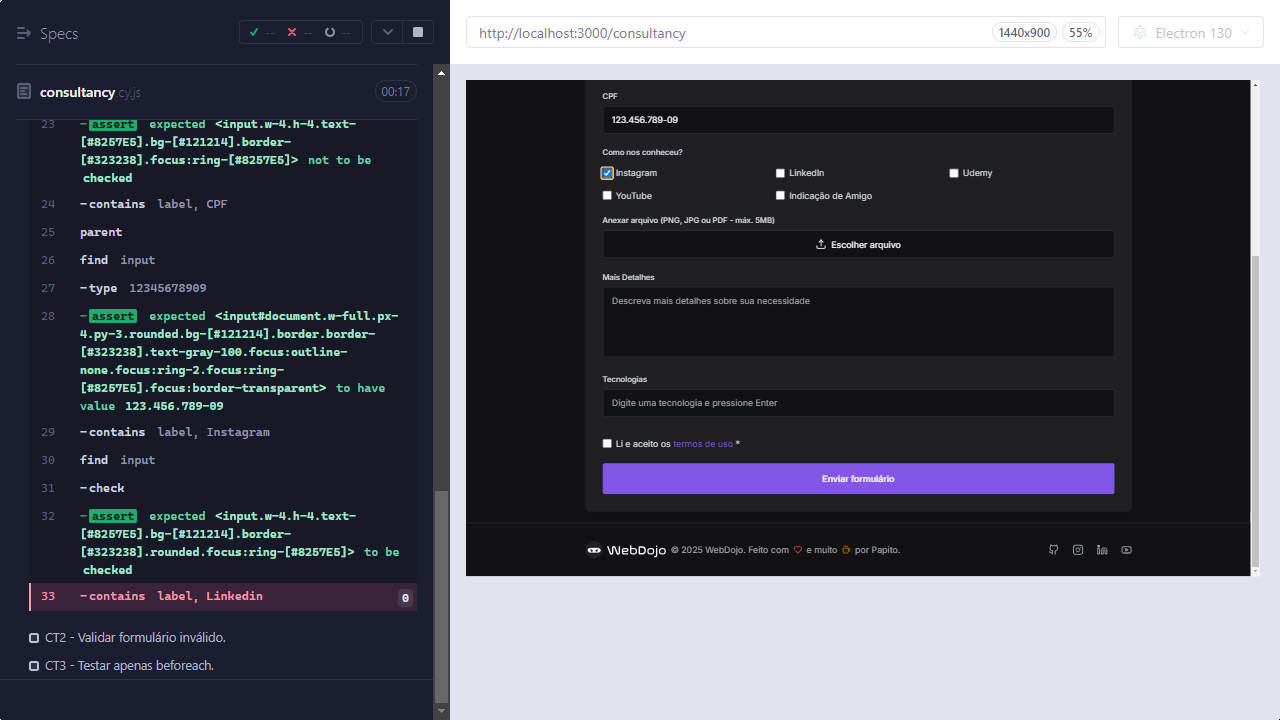 Specs
--
--
--
consultancy.cy.js
00:17
23 -assert expected <input.w-4.h-4.text-
[#8257E5].bg-[#121214].border-
[#323238].focus:ring-[#8257E5]> not to be
checked
24 -contains label, CPF
25 parent
26 find input
27 -type 12345678909
28 -assert expected <input#document.w-full.px-
4.py-3.rounded.bg-[#121214].border.border-
[#323238].text-gray-100.focus:outline-
none.focus:ring-2.focus:ring-
[#8257E5].focus:border-transparent> to have
value 123.456.789-09
29 -contains label, Instagram
30 find input
31 -check
32 -assert expected <input.w-4.h-4.text-
[#8257E5].bg-[#121214].border-
[#323238].rounded.focus:ring-[#8257E5]> to be
checked
33 -contains label, Linkedin 0
CT2 - Validar formulário inválido.
CT3 - Testar apenas beforeach.
http://localhost:3000/consultancy
1440x900
55%
Electron 130
CPF
123.456.789-09
Como nos conheceu?
Instagram
LinkedIn
Udemy
YouTube
Indicação de Amigo
Anexar arquivo (PNG, JPG ou PDF - máx. 5MB)
Escolher arquivo
Mais Detalhes
Descreva mais detalhes sobre sua necessidade
Tecnologias
Digite uma tecnologia e pressione Enter
Li e aceito os termos de uso *
Enviar formulário
WebDojo © 2025 WebDojo. Feito com e muito por Papito.